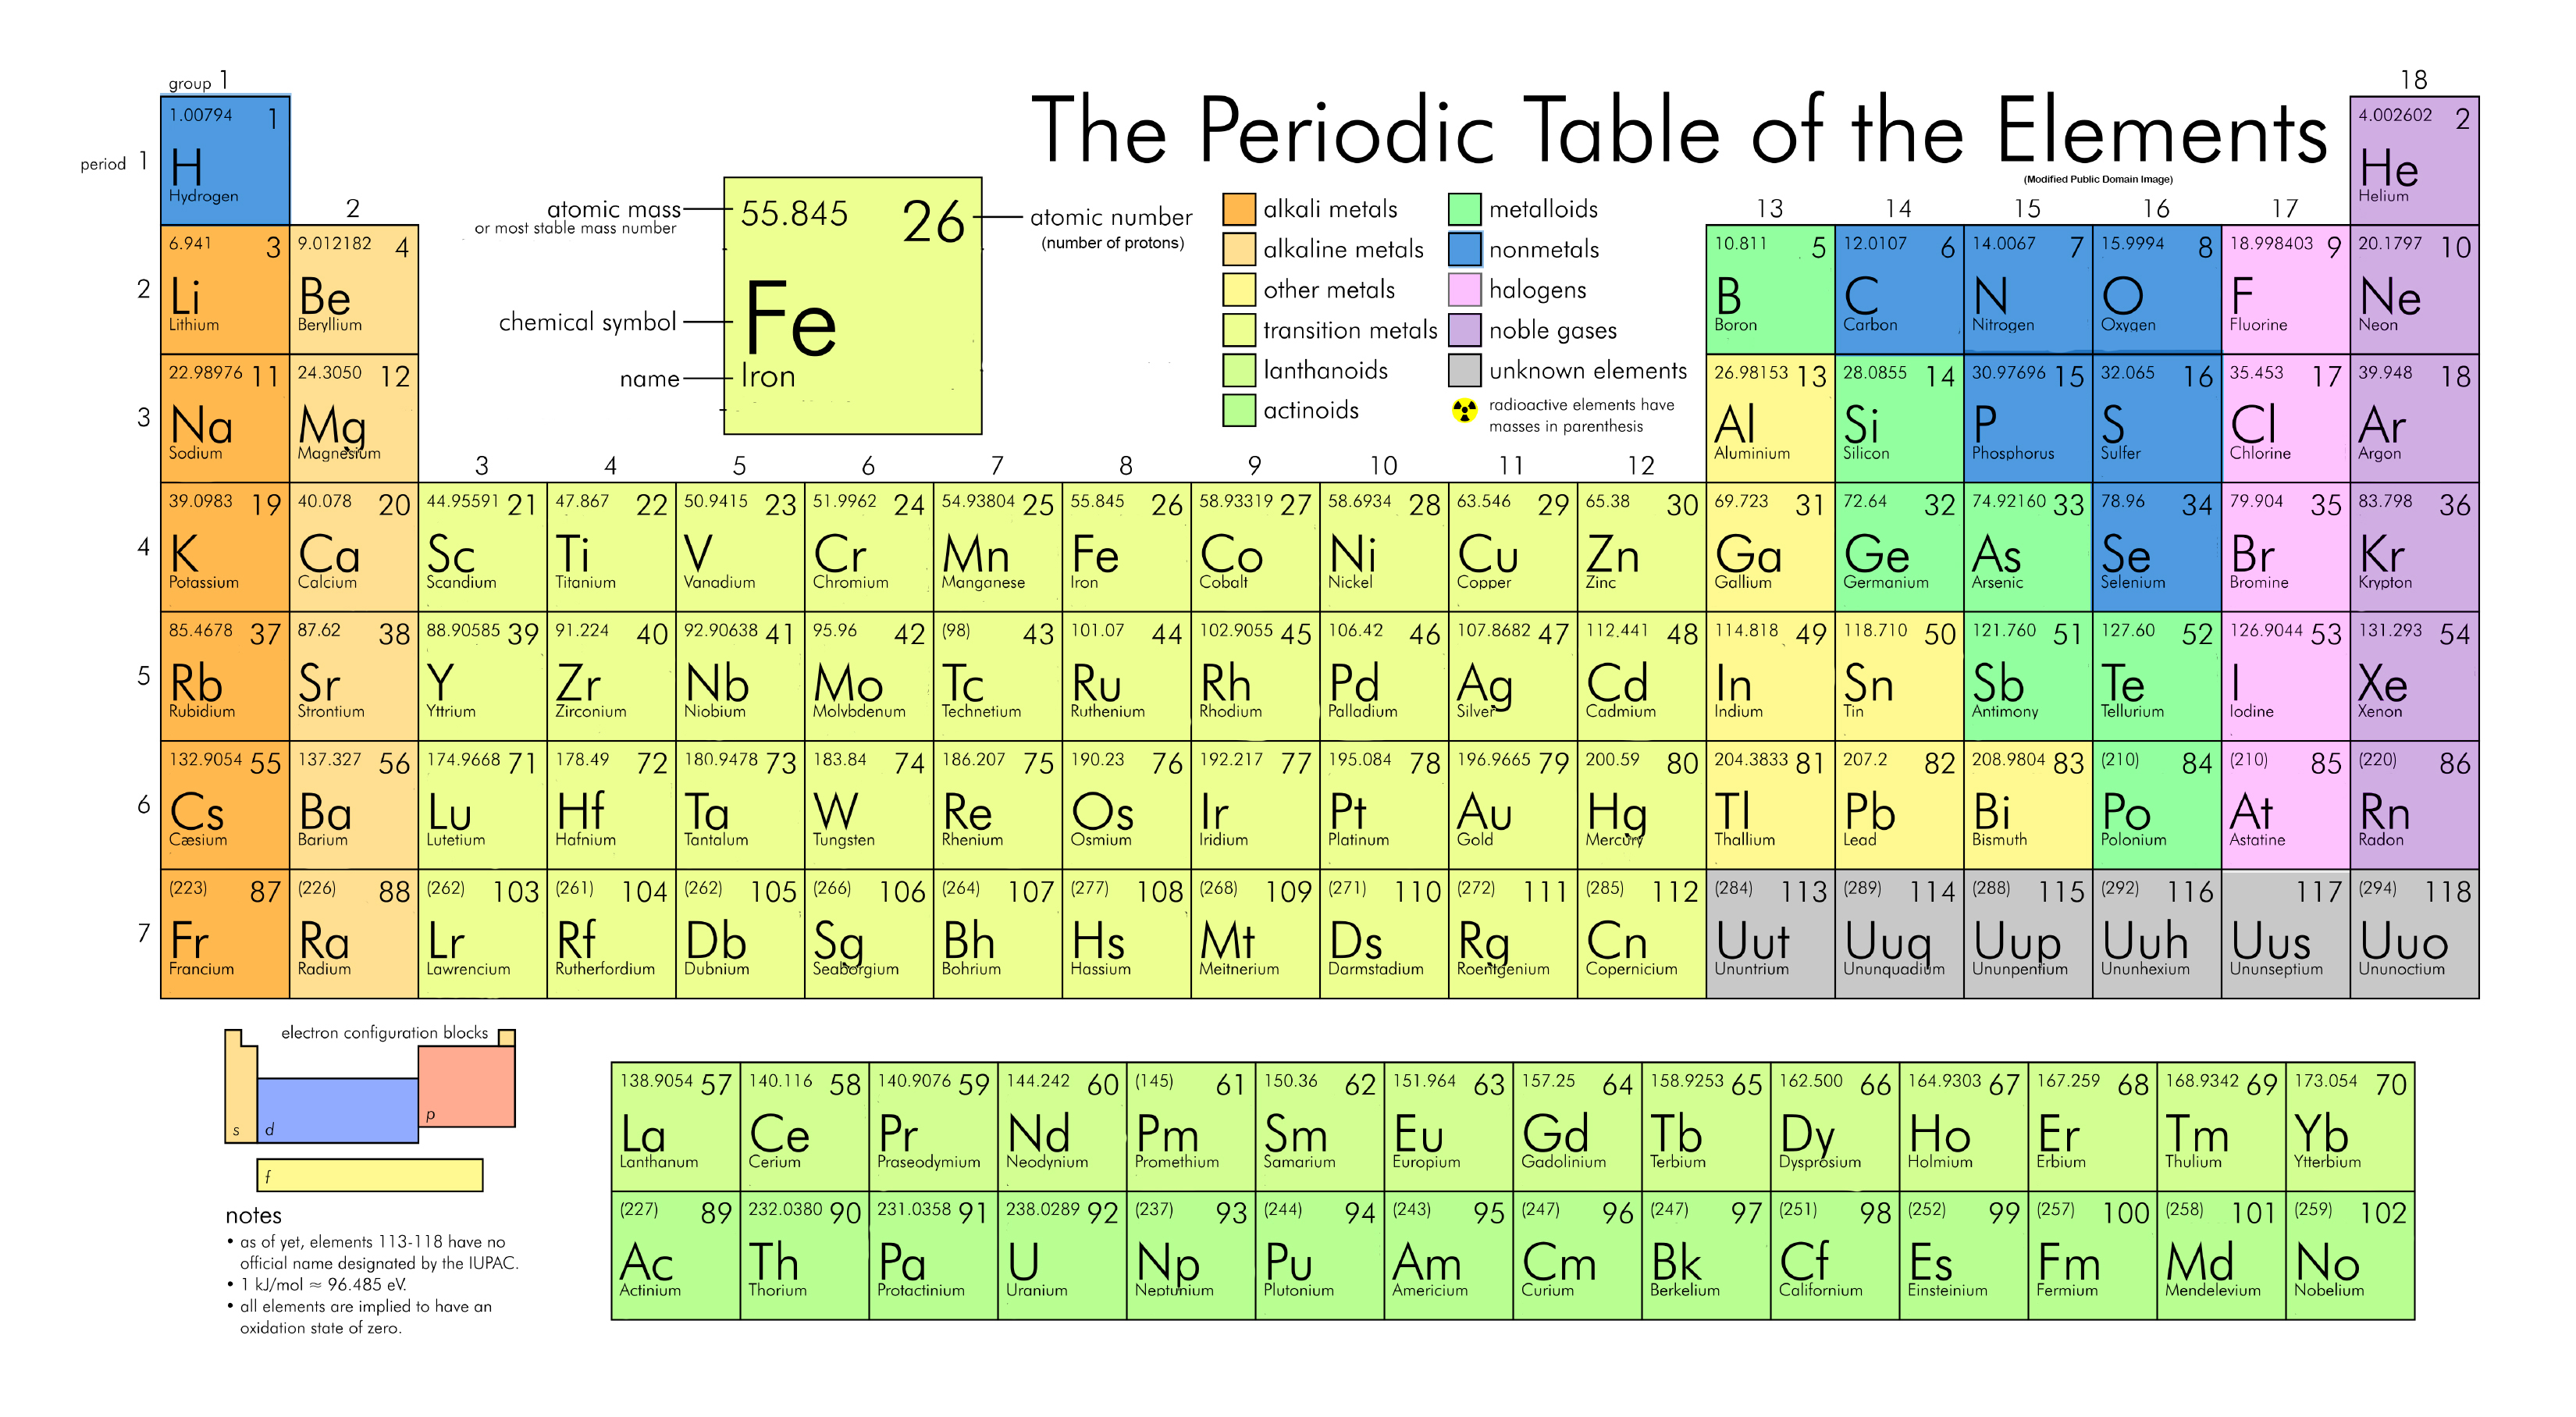 group 1
18
The Periodic Table of the Elements
(Modified Public Domain Image)
1.00794 1
H
Hydrogen
4.002602 2
He
Helium
period 1
2
13 14 15 16 17
atomic mass
or most stable mass number
55.845 26
Fe
Iron
atomic number
(number of protons)
chemical symbol
name
alkali metals
alkaline metals
other metals
transition metals
lanthanoids
actinoids
metalloids
nonmetals
halogens
noble gases
unknown elements
radioactive elements have
masses in parenthesis
2
6.941 3 9.012182 4 10.811 5 12.0107 6 14.0067 7 15.9994 8 18.998403 9 20.1797 10
Li Be B C N O F Ne
Lithium Beryllium Boron Carbon Nitrogen Oxygen Fluorine Neon
3
22.98976 11 24.3050 12 26.98153 13 28.0855 14 30.97696 15 32.065 16 35.453 17 39.948 18
Na Mg Al Si P S Cl Ar
Sodium Magnesium Aluminium Silicon Phosphorus Sulfer Chlorine Argon
3 4 5 6 7 8 9 10 11 12
4
39.0983 19 40.078 20 44.95591 21 47.867 22 50.9415 23 51.9962 24 54.93804 25 55.845 26 58.93319 27 58.6934 28 63.546 29 65.38 30 69.723 31 72.64 32 74.92160 33 78.96 34 79.904 35 83.798 36
K Ca Sc Ti V Cr Mn Fe Co Ni Cu Zn Ga Ge As Se Br Kr
Potassium Calcium Scandium Titanium Vanadium Chromium Manganese Iron Cobalt Nickel Copper Zinc Gallium Germanium Arsenic Selenium Bromine Krypton
5
85.4678 37 87.62 38 88.90585 39 91.224 40 92.90638 41 95.96 42 (98) 43 101.07 44 102.9055 45 106.42 46 107.8682 47 112.441 48 114.818 49 118.710 50 121.760 51 127.60 52 126.9044 53 131.293 54
Rb Sr Y Zr Nb Mo Tc Ru Rh Pd Ag Cd In Sn Sb Te I Xe
Rubidium Strontium Yttrium Zirconium Niobium Molybdenum Technetium Ruthenium Rhodium Palladium Silver Cadmium Indium Tin Antimony Tellurium Iodine Xenon
6
132.9054 55 137.327 56 174.9668 71 178.49 72 180.9478 73 183.84 74 186.207 75 190.23 76 192.217 77 195.084 78 196.9665 79 200.59 80 204.3833 81 207.2 82 208.9804 83 (210) 84 (210) 85 (220) 86
Cs Ba Lu Hf Ta W Re Os Ir Pt Au Hg Tl Pb Bi Po At Rn
Cæsium Barium Lutetium Hafnium Tantalum Tungsten Rhenium Osmium Iridium Platinum Gold Mercury Thallium Lead Bismuth Polonium Astatine Radon
7
(223) 87 (226) 88 (262) 103 (261) 104 (262) 105 (266) 106 (264) 107 (277) 108 (268) 109 (271) 110 (272) 111 (285) 112 (284) 113 (289) 114 (288) 115 (292) 116 117 (294) 118
Fr Ra Lr Rf Db Sg Bh Hs Mt Ds Rg Cn Uut Uuq Uup Uuh Uus Uuo
Francium Radium Lawrencium Rutherfordium Dubnium Seaborgium Bohrium Hassium Meitnerium Darmstadium Roentgenium Copernicium Ununtrium Ununquadium Ununpentium Ununhexium Ununseptium Ununoctium
electron configuration blocks
s d p
f
138.9054 57 140.116 58 140.9076 59 144.242 60 (145) 61 150.36 62 151.964 63 157.25 64 158.9253 65 162.500 66 164.9303 67 167.259 68 168.9342 69 173.054 70
La Ce Pr Nd Pm Sm Eu Gd Tb Dy Ho Er Tm Yb
Lanthanum Cerium Praseodymium Neodynium Promethium Samarium Europium Gadolinium Terbium Dysprosium Holmium Erbium Thulium Ytterbium
(227) 89 232.0380 90 231.0358 91 238.0289 92 (237) 93 (244) 94 (243) 95 (247) 96 (247) 97 (251) 98 (252) 99 (257) 100 (258) 101 (259) 102
Ac Th Pa U Np Pu Am Cm Bk Cf Es Fm Md No
Actinium Thorium Protactinium Uranium Neptunium Plutonium Americium Curium Berkelium Californium Einsteinium Fermium Mendelevium Nobelium
notes
• as of yet, elements 113-118 have no
official name designated by the IUPAC.
• 1 kJ/mol ≈ 96.485 eV.
• all elements are implied to have an
oxidation state of zero.